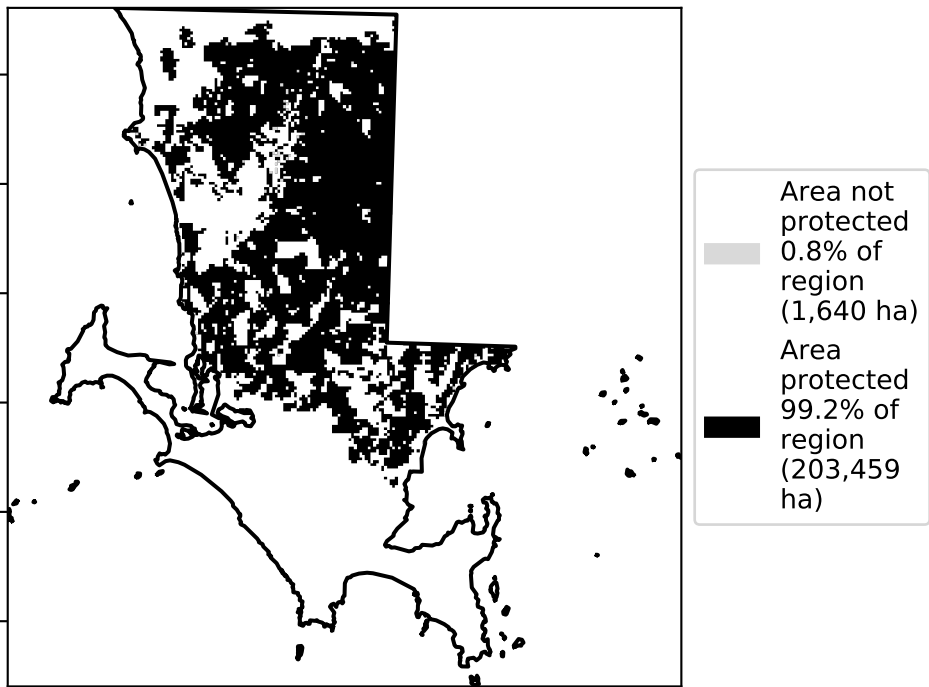 Area not
protected
0.8% of
region
(1,640 ha)
Area
protected
99.2% of
region
(203,459
ha)